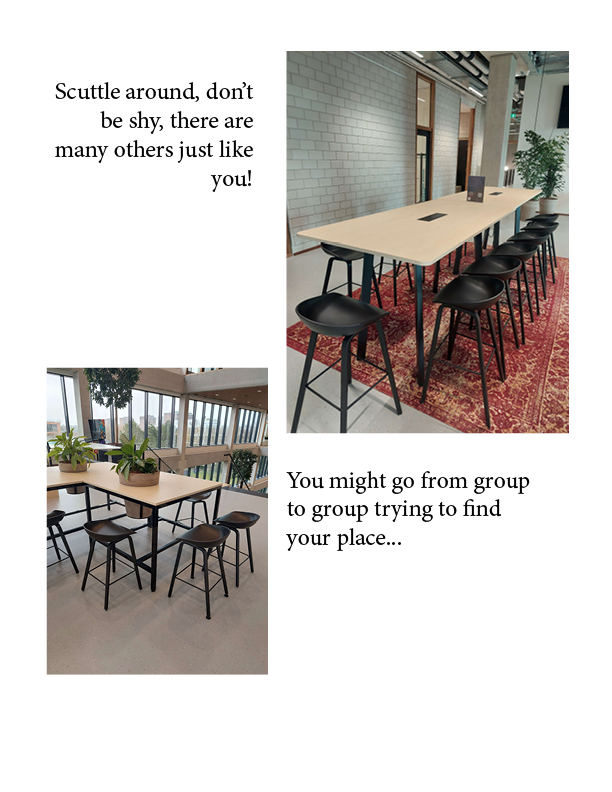 Scuttle around, don’t
be shy, there are
many others just like
you!
You might go from group
to group trying to find
your place...